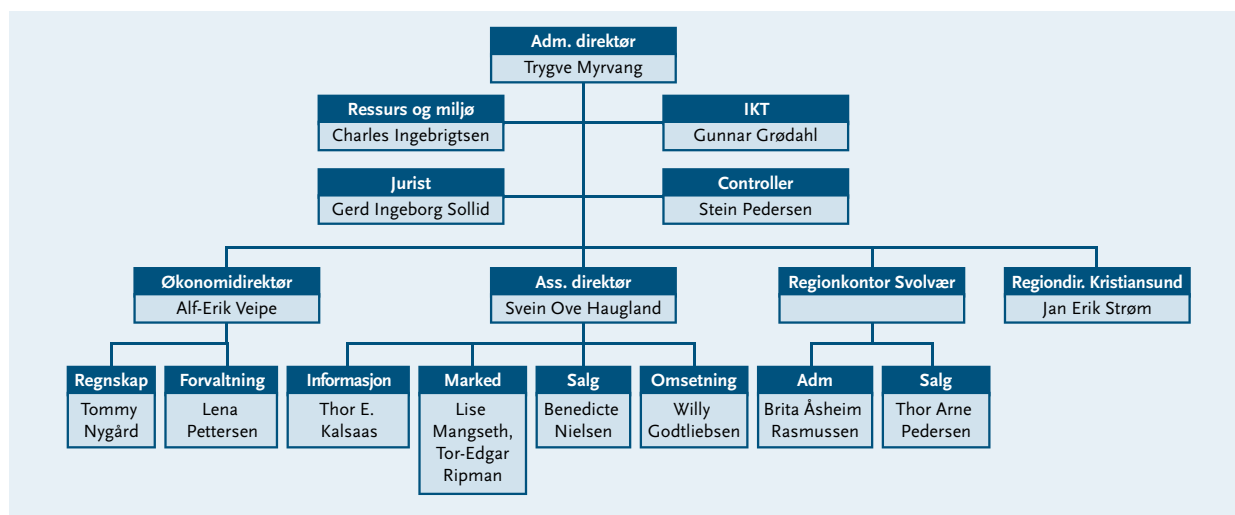 Adm. direktør
Trygve Myrvang
Ressurs og miljø
Charles Ingebrigtsen
IKT
Gunnar Grødahl
Jurist
Gerd Ingeborg Sollid
Controller
Stein Pedersen
Økonomidirektør
Alf-Erik Veipe
Ass. direktør
Svein Ove Haugland
Regionkontor Svolvær
Regiondir. Kristiansund
Jan Erik Strøm
Regnskap
Tommy
Nygård
Forvaltning
Lena
Pettersen
Informasjon
Thor E.
Kalsaas
Marked
Lise
Mangseth,
Tor-Edgar
Ripman
Salg
Benedicte
Nielsen
Omsetning
Willy
Godtliebsen
Adm
Brita Åsheim
Rasmussen
Salg
Thor Arne
Pedersen